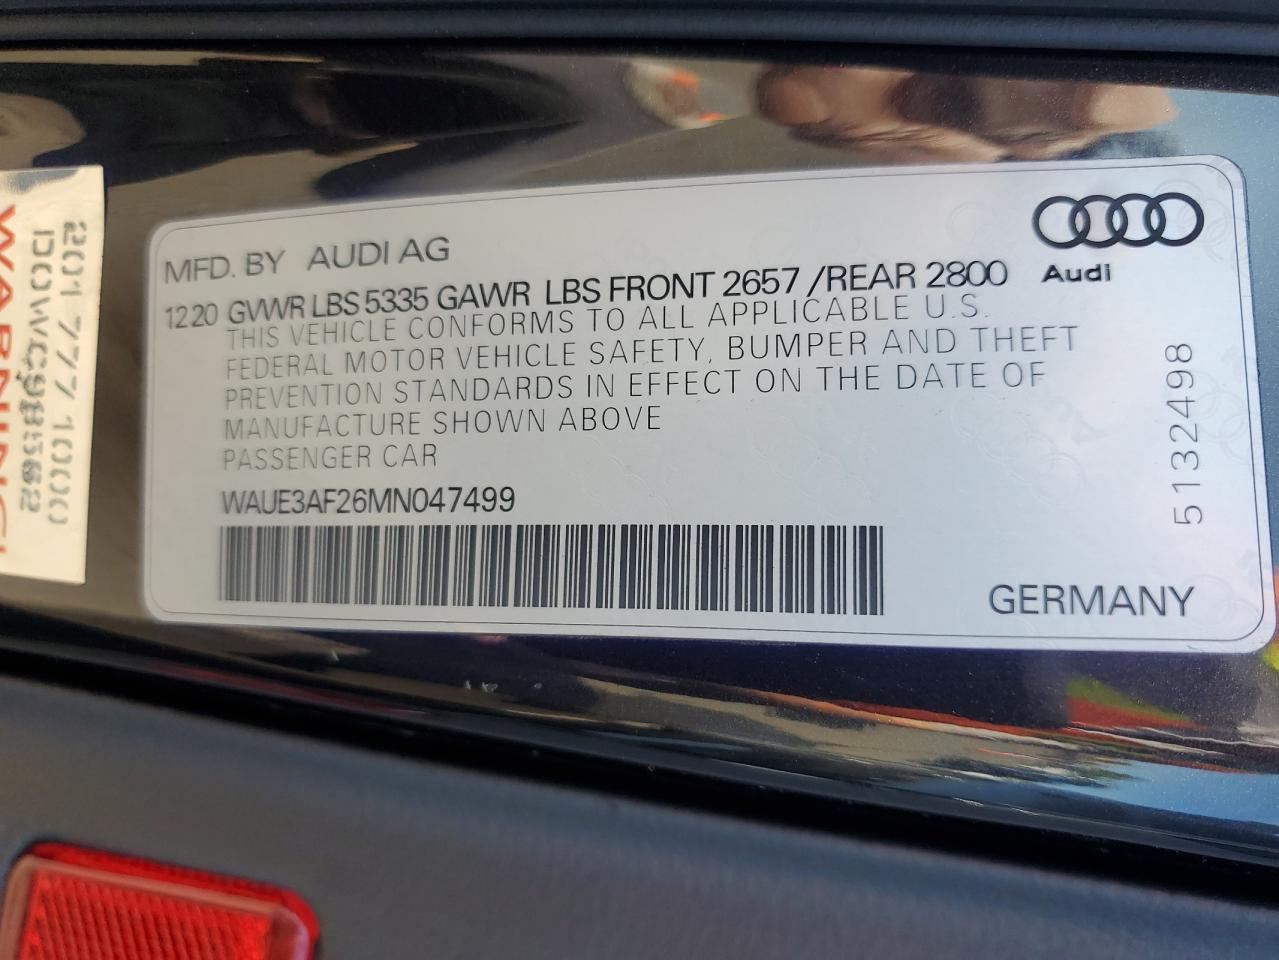 MFD. BY AUDI AG
12 20 GVWR LBS 5335 GAWR LBS FRONT 2657 /REAR 2800
THIS VEHICLE CONFORMS TO ALL APPLICABLE U.S.
FEDERAL MOTOR VEHICLE SAFETY, BUMPER AND THEFT
PREVENTION STANDARDS IN EFFECT ON THE DATE OF
MANUFACTURE SHOWN ABOVE
PASSENGER CAR
WAUE3AF26MN047499
GERMANY
Audi
5132498
WARNING